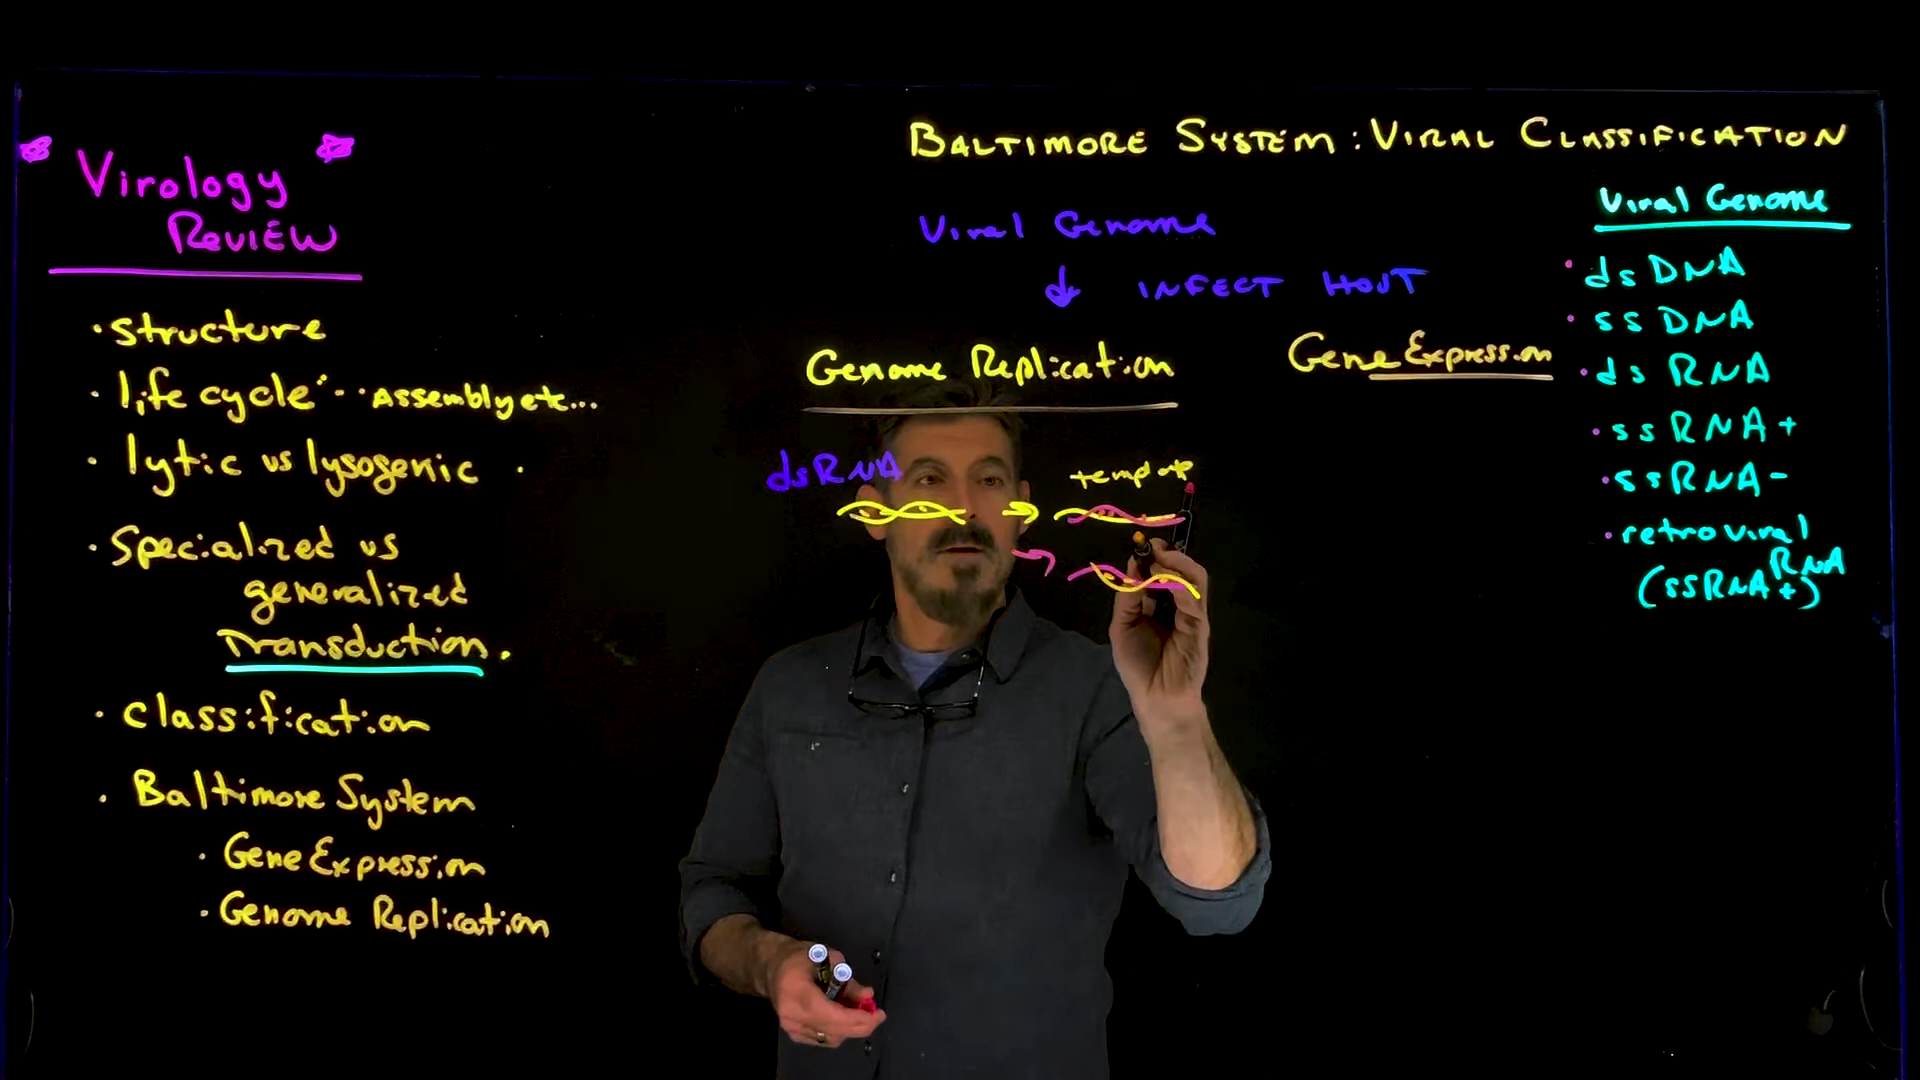 Virology
REVIEW
• structure
• life cycle • • • Assembly etc...
• lytic vs lysogenic •
• Specialized vs
generalized
Transduction.
• Classification
• Baltimore System
• Gene Expression
• Genome Replication
BALTIMORE SYSTEM: VIRAL CLASSIFICATION
Viral Genome
↓ INFECT HOST
Genome Replication
Gene Expression
dsRNA
template
Viral Genome
• ds DNA
• ss DNA
• ds RNA
• ss RNA +
• ss RNA -
• retroviral
RNA
(ssRNA+)